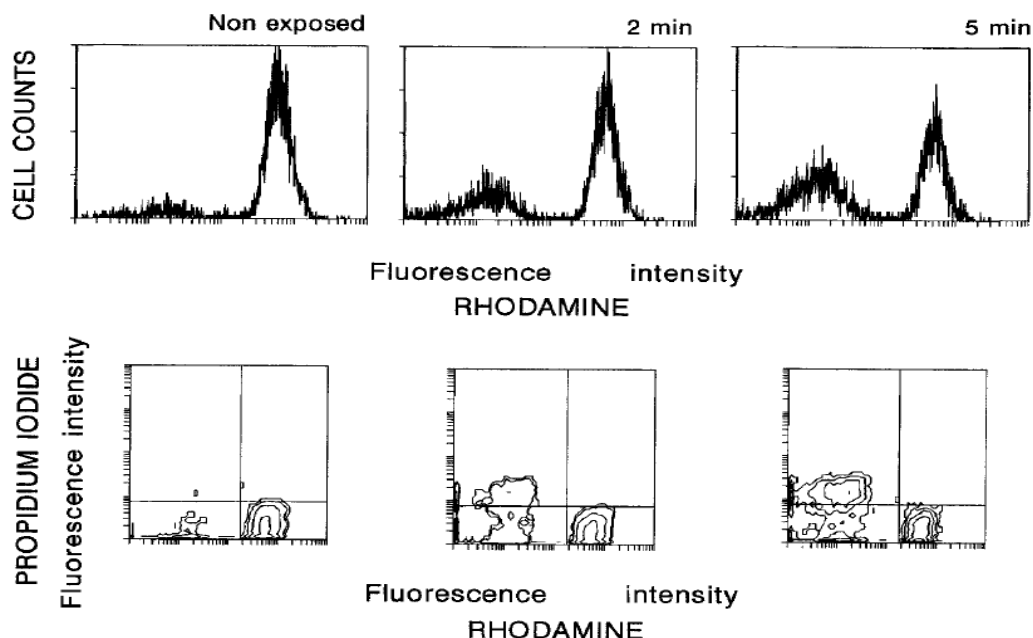 Non exposed
2 min
5 min
CELL COUNTS
Fluorescence intensity
RHODAMINE
PROPIDIUM IODIDE
Fluorescence intensity
Fluorescence intensity
RHODAMINE